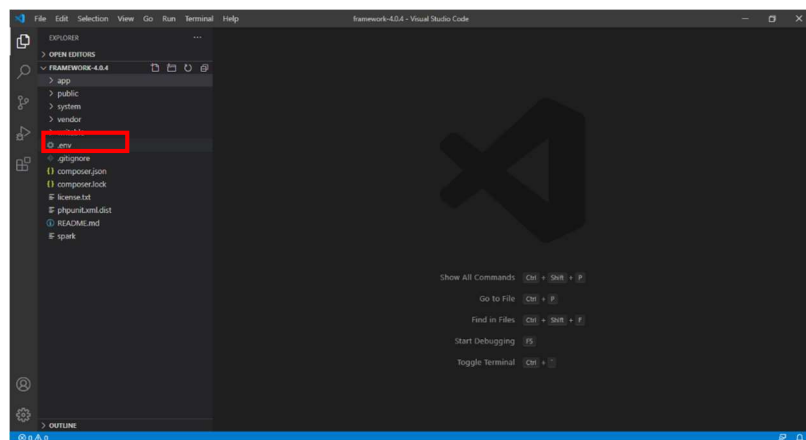 File Edit Selection View Go Run Terminal Help framework-4.0.4 - Visual Studio Code
EXPLORER
OPEN EDITORS
FRAMEWORK-4.0.4
app
public
system
vendor
.env
.gitignore
composer.json
composer.lock
license.txt
phpunit.xml.dist
README.md
spark
Show All Commands Ctrl + Shift + P
Go to File Ctrl + P
Find in Files Ctrl + Shift + F
Start Debugging F5
Toggle Terminal Ctrl + `
OUTLINE
0 0